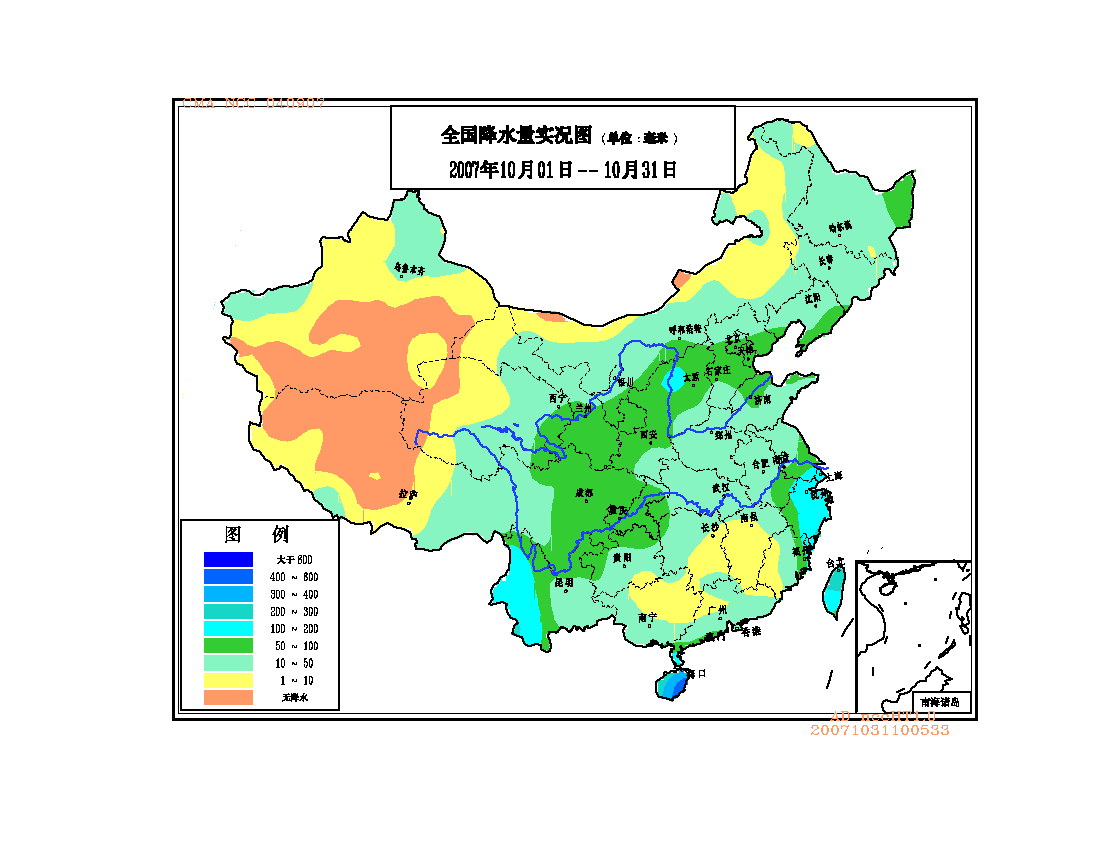 CMA NCC 040907
全国降水量实况图 (单位:毫米)
2007年10月01日--10月31日
哈尔滨
长春
沈阳
乌鲁木齐
呼和浩特
北京
天津
石家庄
太原
银川
西宁
兰州
济南
郑州
西安
合肥
南京
上海
杭州
武汉
成都
重庆
拉萨
南昌
长沙
贵阳
福州
台北
昆明
广州
南宁
澳门
香港
海口
图 例
大于600
400 ~ 600
300 ~ 400
200 ~ 300
100 ~ 200
50 ~ 100
10 ~ 50
1 ~ 10
无降水
南海诸岛
20071031100533